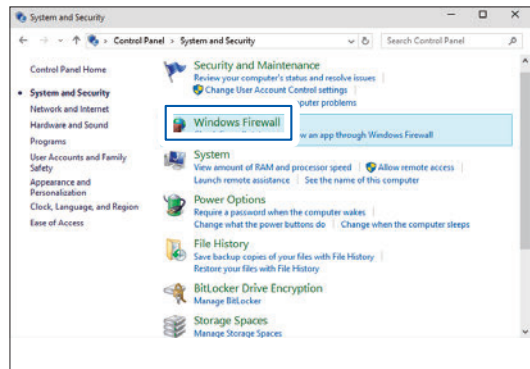 System and Security
Control Panel > System and Security
Search Control Panel
Control Panel Home
System and Security
Network and Internet
Hardware and Sound
Programs
User Accounts and Family
Safety
Appearance and
Personalization
Clock, Language, and Region
Ease of Access
Security and Maintenance
Review your computer's status and resolve issues
Change User Account Control settings
puter problems
Windows Firewall
w an app through Windows Firewall
System
View amount of RAM and processor speed | Allow remote access
Launch remote assistance | See the name of this computer
Power Options
Require a password when the computer wakes
Change what the power buttons do | Change when the computer sleeps
File History
Save backup copies of your files with File History
Restore your files with File History
BitLocker Drive Encryption
Manage BitLocker
Storage Spaces
Manage Storage Spaces